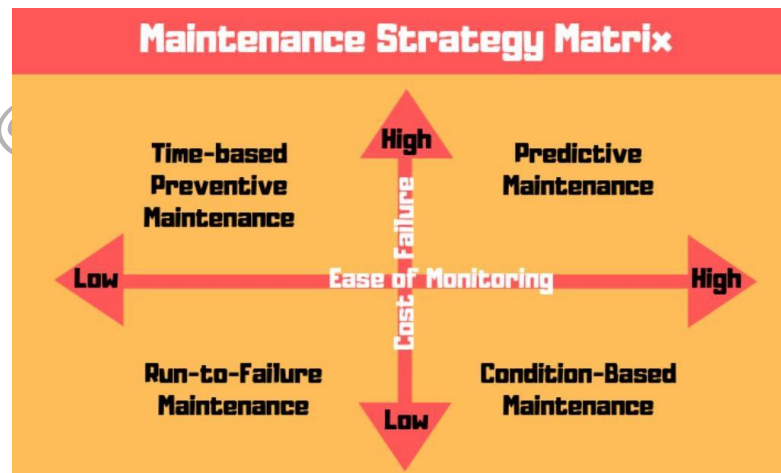 Maintenance Strategy Matrix
High
Time-based
Preventive
Maintenance
Predictive
Maintenance
Cost Failure
Low
Ease of Monitoring
High
Run-to-Failure
Maintenance
Condition-Based
Maintenance
Low